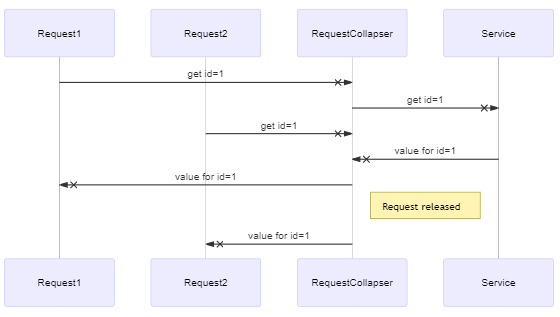 Request1
Request2
RequestCollapser
Service
get id=1
get id=1
get id=1
value for id=1
value for id=1
Request released
value for id=1
Request1
Request2
RequestCollapser
Service